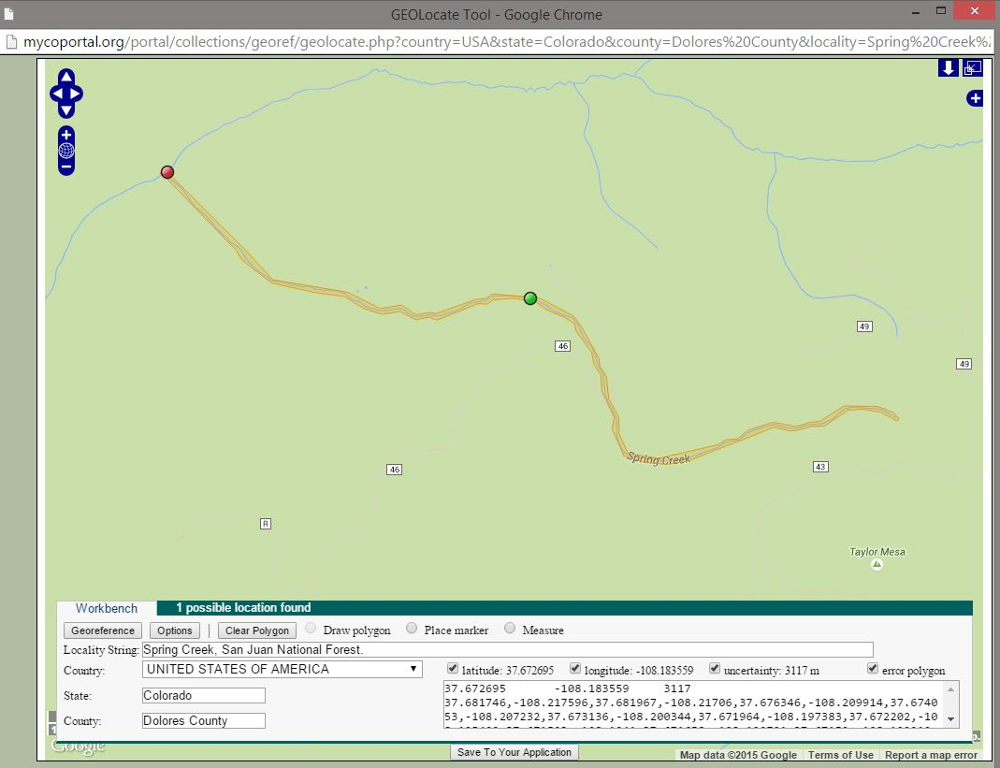 GEOLocate Tool - Google Chrome
mycoportal.org/portal/collections/georef/geolocate.php?country=USA&state=Colorado&county=Dolores%20County&locality=Spring%20Creek%
49
46
49
Spring Creek
46
43
R
Taylor Mesa
Workbench 1 possible location found
Georeference Options | Clear Polygon Draw polygon Place marker Measure
Locality String: Spring Creek, San Juan National Forest.
Country: UNITED STATES OF AMERICA latitude: 37.672695 longitude: -108.183559 uncertainty: 3117 m error polygon
37.672695 -108.183559 3117
State: Colorado 37.681746,-108.217596,37.681967,-108.21706,37.676346,-108.209914,37.6740
53,-108.207232,37.673136,-108.200344,37.671964,-108.197383,37.672202,-10
County: Dolores County
Google
Save To Your Application
Map data ©2015 Google Terms of Use Report a map error